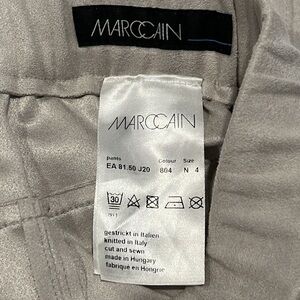 MARCCAIN
MARCCAIN
pants Colour Size
EA 81.50 J20 804 N 4
30
gestrickt in Italien
knitted in Italy
cut and sewn
made in Hungary
fabrique en Hongrie